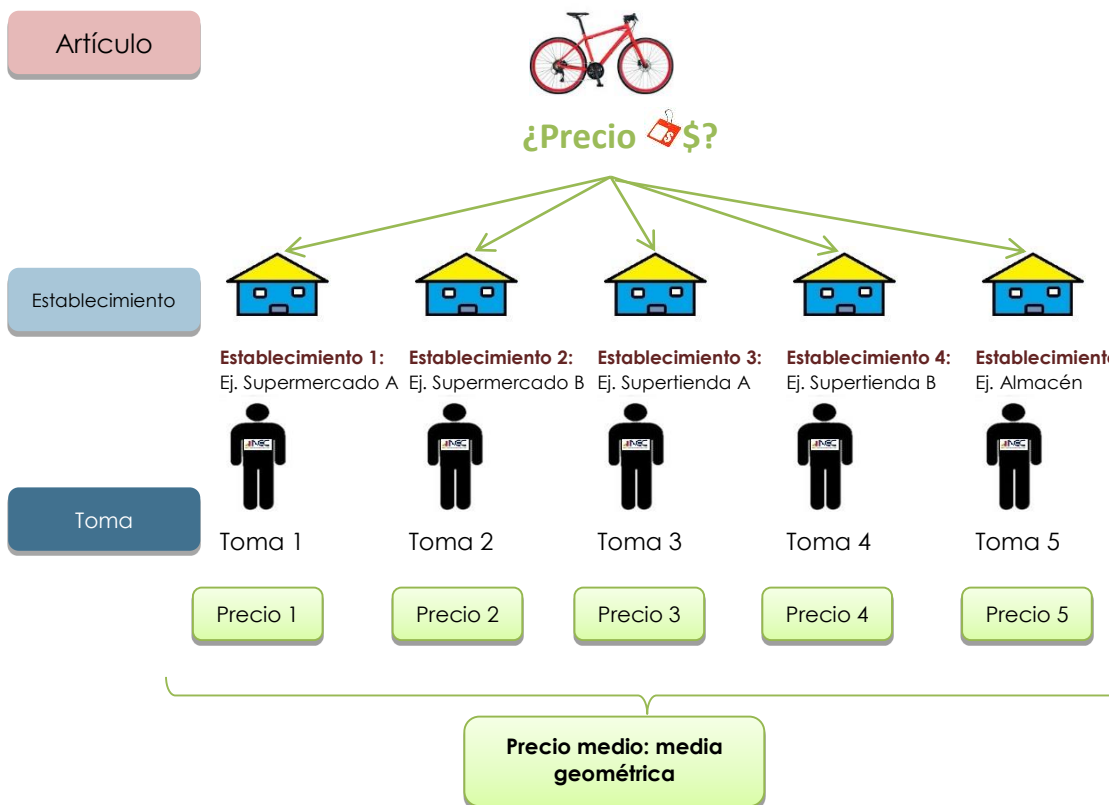 Artículo
¿Precio $?
Establecimiento
Establecimiento 1: Establecimiento 2: Establecimiento 3: Establecimiento 4: Establecimiento
Ej. Supermercado A Ej. Supermercado B Ej. Supertienda A Ej. Supertienda B Ej. Almacén
Toma
Toma 1 Toma 2 Toma 3 Toma 4 Toma 5
Precio 1 Precio 2 Precio 3 Precio 4 Precio 5
Precio medio: media
geométrica